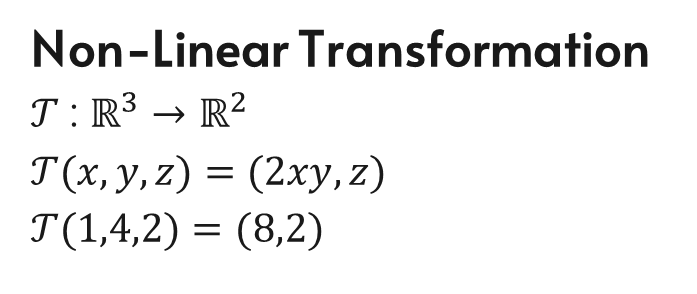 Non-Linear Transformation
𝒯 : ℝ³ → ℝ²
𝒯(x, y, z) = (2xy, z)
𝒯(1,4,2) = (8,2)